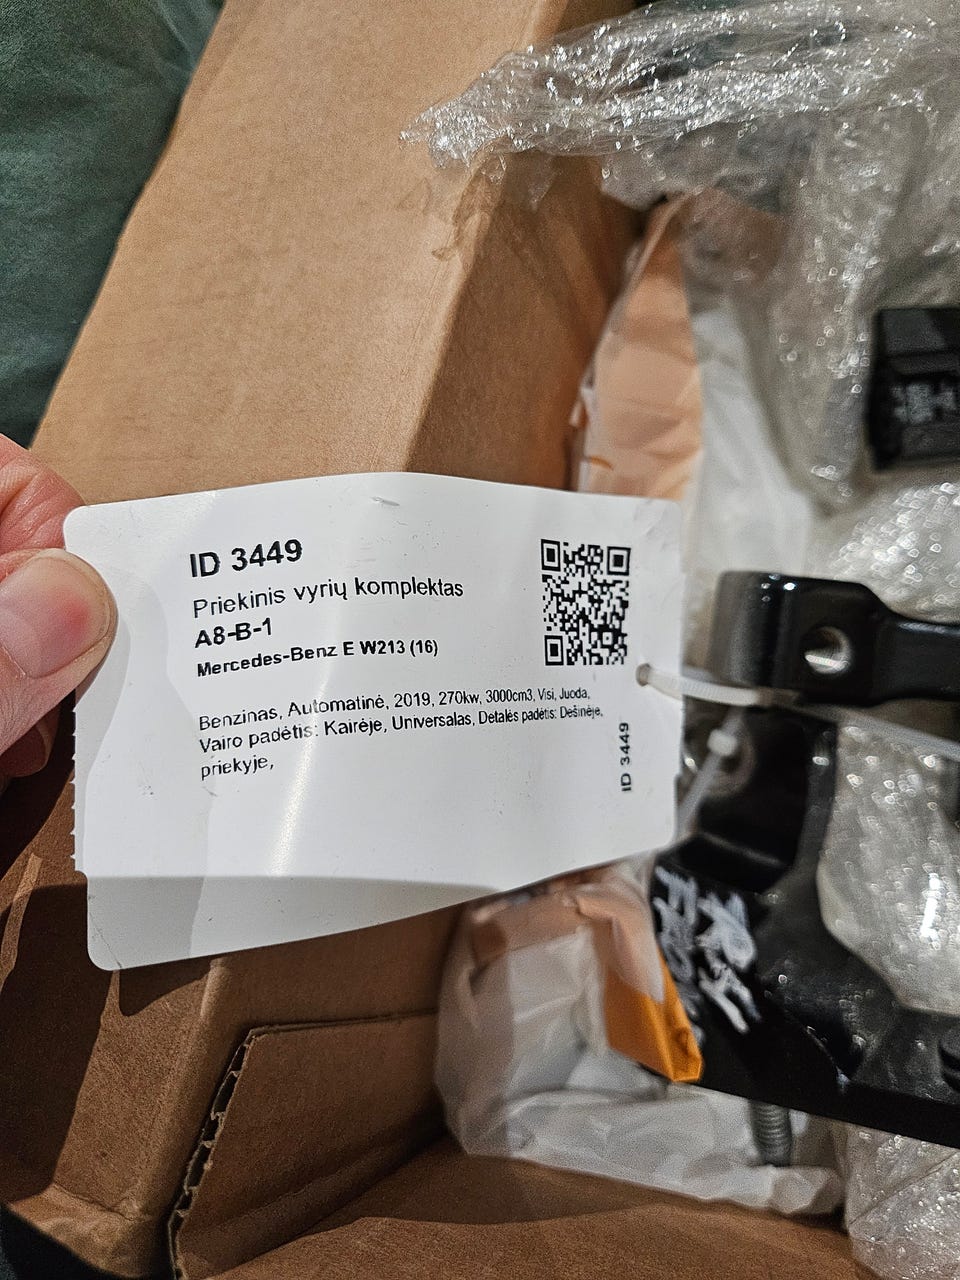 ID 3449
Priekinis vyrių komplektas
A8-B-1
Mercedes-Benz E W213 (16)
Benzinas, Automatinė, 2019, 270kw, 3000cm3, Visi, Juoda,
Vairo padėtis: Kairėje, Universalas, Detalės padėtis: Dešinėje,
priekyje,
ID 3449